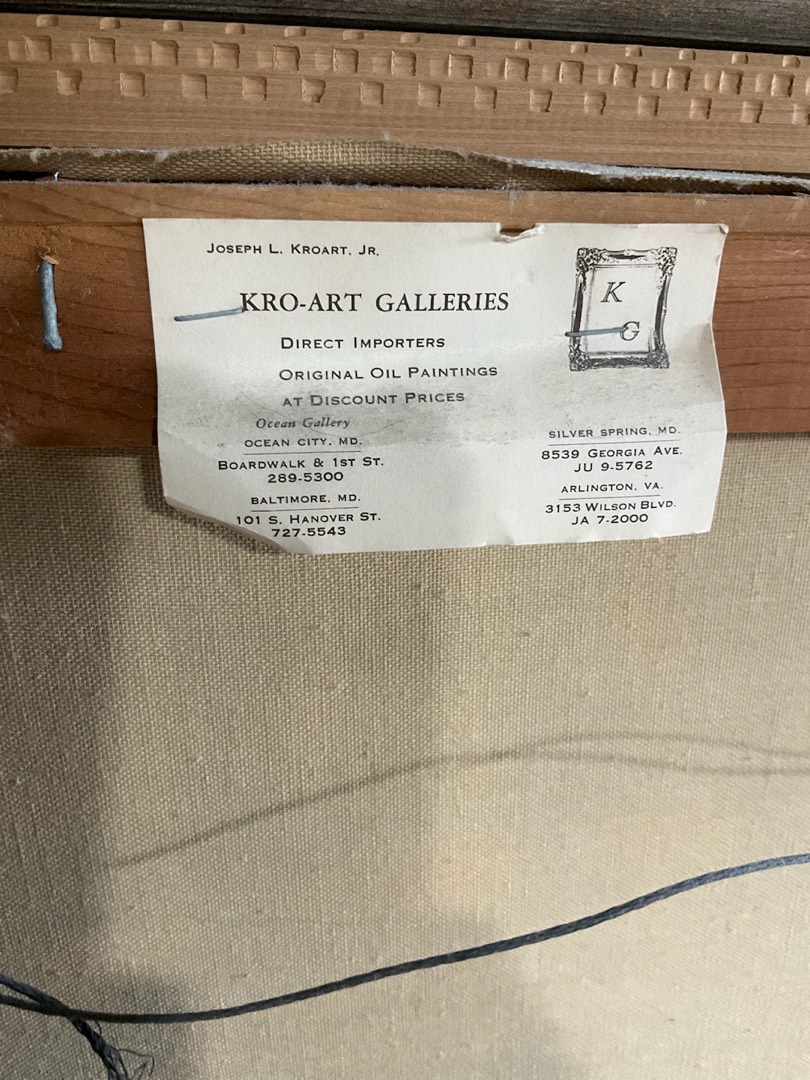 JOSEPH L. KROART, JR.
KRO-ART GALLERIES
DIRECT IMPORTERS
ORIGINAL OIL PAINTINGS
AT DISCOUNT PRICES
Ocean Gallery
OCEAN CITY, MD.
BOARDWALK & 1ST ST.
289-5300
BALTIMORE, MD.
101 S. HANOVER ST.
727-5543
K
G
SILVER SPRING, MD.
8539 GEORGIA AVE.
JU 9-5762
ARLINGTON, VA.
3153 WILSON BLVD.
JA 7-2000